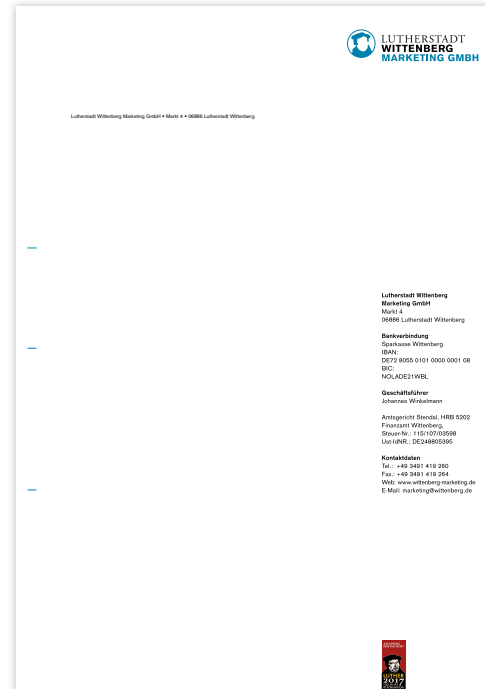 LUTHERSTADT
WITTENBERG
MARKETING GMBH
Lutherstadt Wittenberg Marketing GmbH • Markt 4 • 06886 Lutherstadt Wittenberg
Lutherstadt Wittenberg
Marketing GmbH
Markt 4
06886 Lutherstadt Wittenberg
Bankverbindung
Sparkasse Wittenberg
IBAN:
DE72 8055 0101 0000 0001 08
BIC:
NOLADE21WBL
Geschäftsführer
Johannes Winkelmann
Amtsgericht Stendal, HRB 5202
Finanzamt Wittenberg,
Steuer-Nr.: 115/107/03598
Ust-IdNR.: DE248805395
Kontaktdaten
Tel.: +49 3491 419 260
Fax.: +49 3491 419 264
Web: www.wittenberg-marketing.de
E-Mail: marketing@wittenberg.de
LUTHER
2017